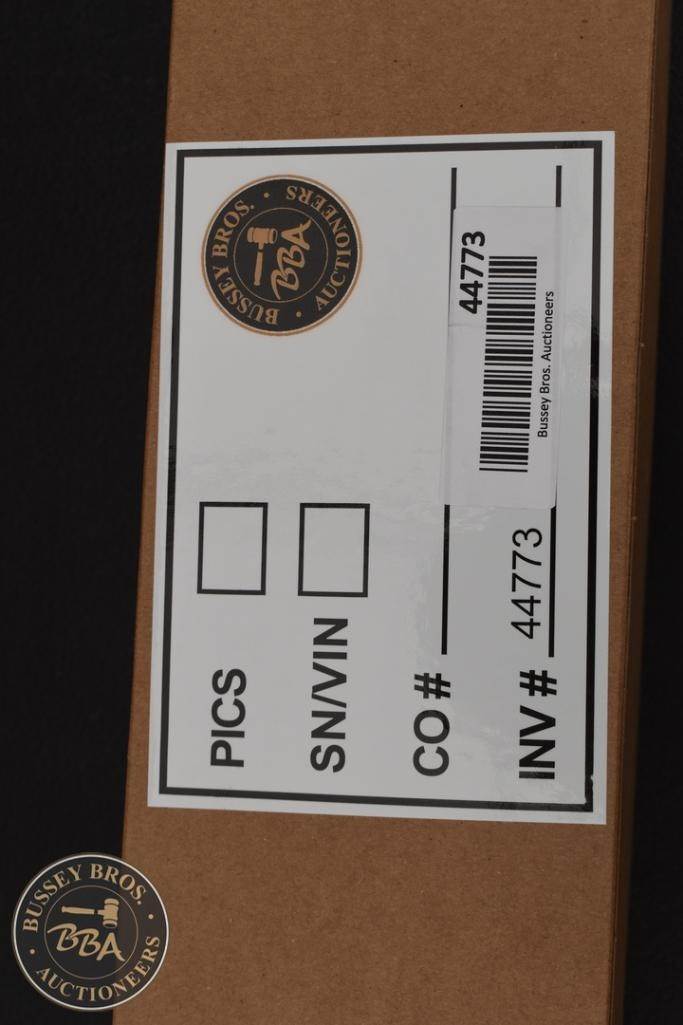 BUSSEY BROS.
BBA
AUCTIONEERS
PICS
SN/VIN
CO #
44773
INV # 44773
Bussey Bros. Auctioneers
BUSSEY BROS.
BBA
AUCTIONEERS